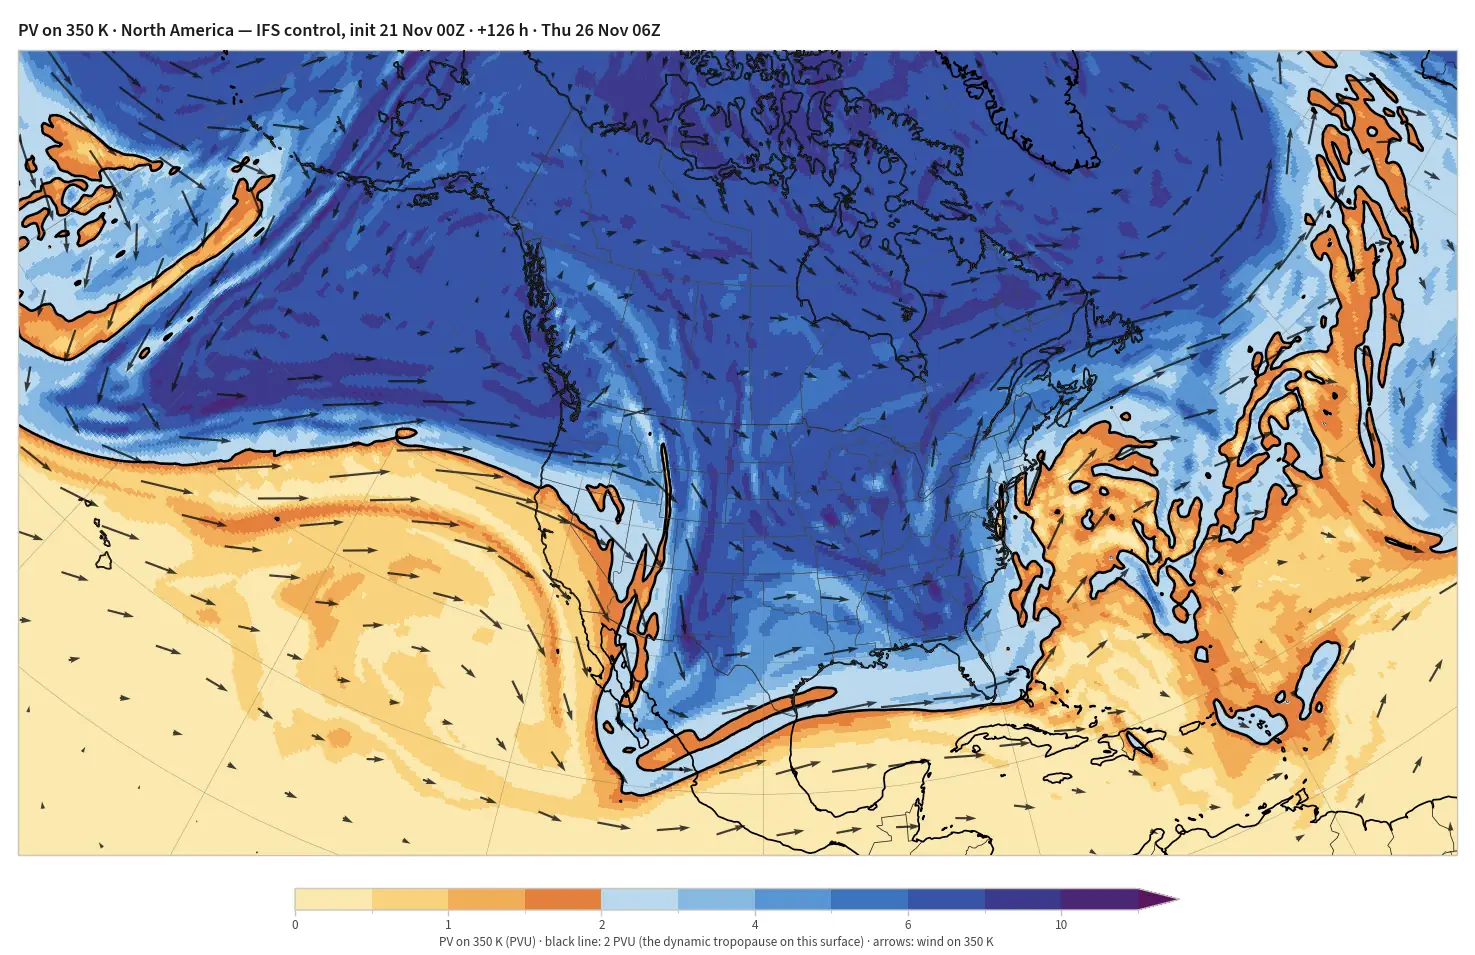 PV on 350 K · North America — IFS control, init 21 Nov 00Z · +126 h · Thu 26 Nov 06Z
0 1 2 4 6 10
PV on 350 K (PVU) · black line: 2 PVU (the dynamic tropopause on this surface) · arrows: wind on 350 K